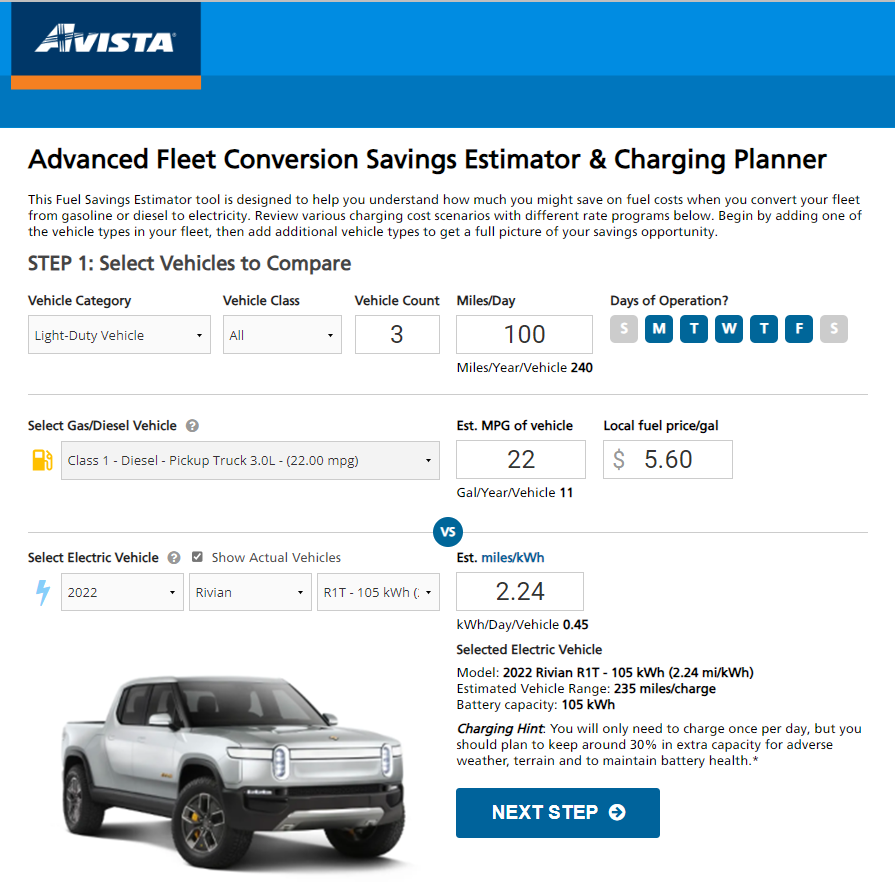 AVISTA
Advanced Fleet Conversion Savings Estimator & Charging Planner
This Fuel Savings Estimator tool is designed to help you understand how much you might save on fuel costs when you convert your fleet
from gasoline or diesel to electricity. Review various charging cost scenarios with different rate programs below. Begin by adding one of
the vehicle types in your fleet, then add additional vehicle types to get a full picture of your savings opportunity.
STEP 1: Select Vehicles to Compare
Vehicle Category Vehicle Class Vehicle Count Miles/Day Days of Operation?
Light-Duty Vehicle All 3 100 S M T W T F S
Miles/Year/Vehicle 240
Select Gas/Diesel Vehicle ? Est. MPG of vehicle Local fuel price/gal
Class 1 - Diesel - Pickup Truck 3.0L - (22.00 mpg) 22 $ 5.60
Gal/Year/Vehicle 11
VS
Select Electric Vehicle ? Show Actual Vehicles Est. miles/kWh
2022 Rivian R1T - 105 kWh (2 2.24
kWh/Day/Vehicle 0.45
Selected Electric Vehicle
Model: 2022 Rivian R1T - 105 kWh (2.24 mi/kWh)
Estimated Vehicle Range: 235 miles/charge
Battery capacity: 105 kWh
Charging Hint: You will only need to charge once per day, but you
should plan to keep around 30% in extra capacity for adverse
weather, terrain and to maintain battery health.*
NEXT STEP